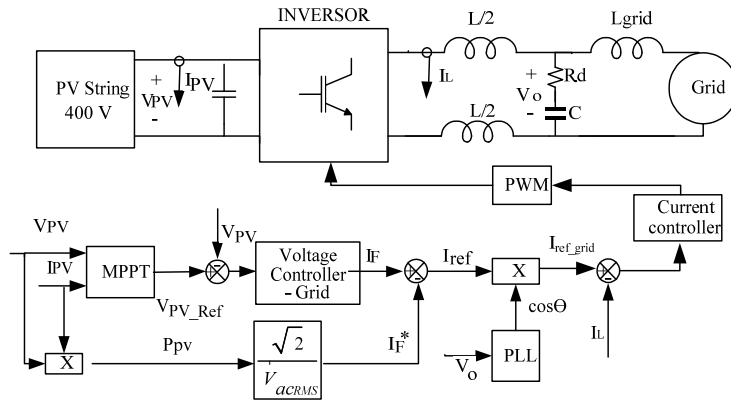 INVERSOR
L/2
Lgrid
PV String
400 V
+
VPV
-
IPV
IL
+
Vo
-
Rd
C
Grid
L/2
PWM
Current
controller
VPV
IPV
MPPT
VPV_Ref
VPV
-
Voltage
Controller
-Grid
IF
-
Iref
X
Iref_grid
-
cosΘ
PLL
Vo
IL
X
Ppv
√2
VacRMS
IF*